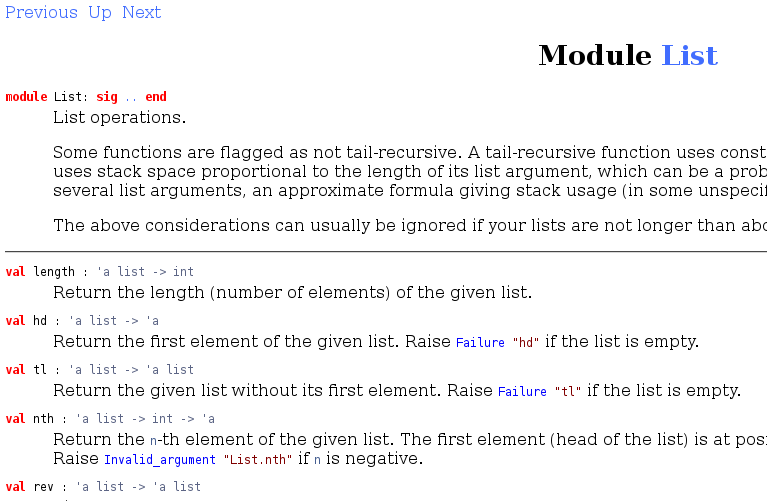 Previous Up Next
Module List
module List: sig .. end
List operations.
Some functions are flagged as not tail-recursive. A tail-recursive function uses const
uses stack space proportional to the length of its list argument, which can be a prob
several list arguments, an approximate formula giving stack usage (in some unspecif
The above considerations can usually be ignored if your lists are not longer than abo
val length : 'a list -> int
Return the length (number of elements) of the given list.
val hd : 'a list -> 'a
Return the first element of the given list. Raise Failure "hd" if the list is empty.
val tl : 'a list -> 'a list
Return the given list without its first element. Raise Failure "tl" if the list is empty.
val nth : 'a list -> int -> 'a
Return the n-th element of the given list. The first element (head of the list) is at posi
Raise Invalid_argument "List.nth" if n is negative.
val rev : 'a list -> 'a list